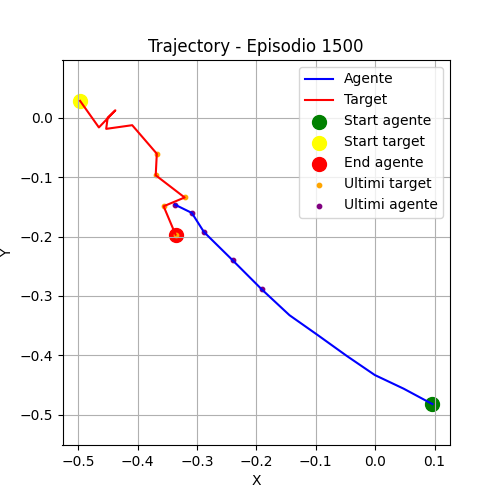 Trajectory - Episodio 1500
Agente
Target
Start agente
Start target
End agente
Ultimi target
Ultimi agente
Y
0.0
−0.1
−0.2
−0.3
−0.4
−0.5
−0.5 −0.4 −0.3 −0.2 −0.1 0.0 0.1
X